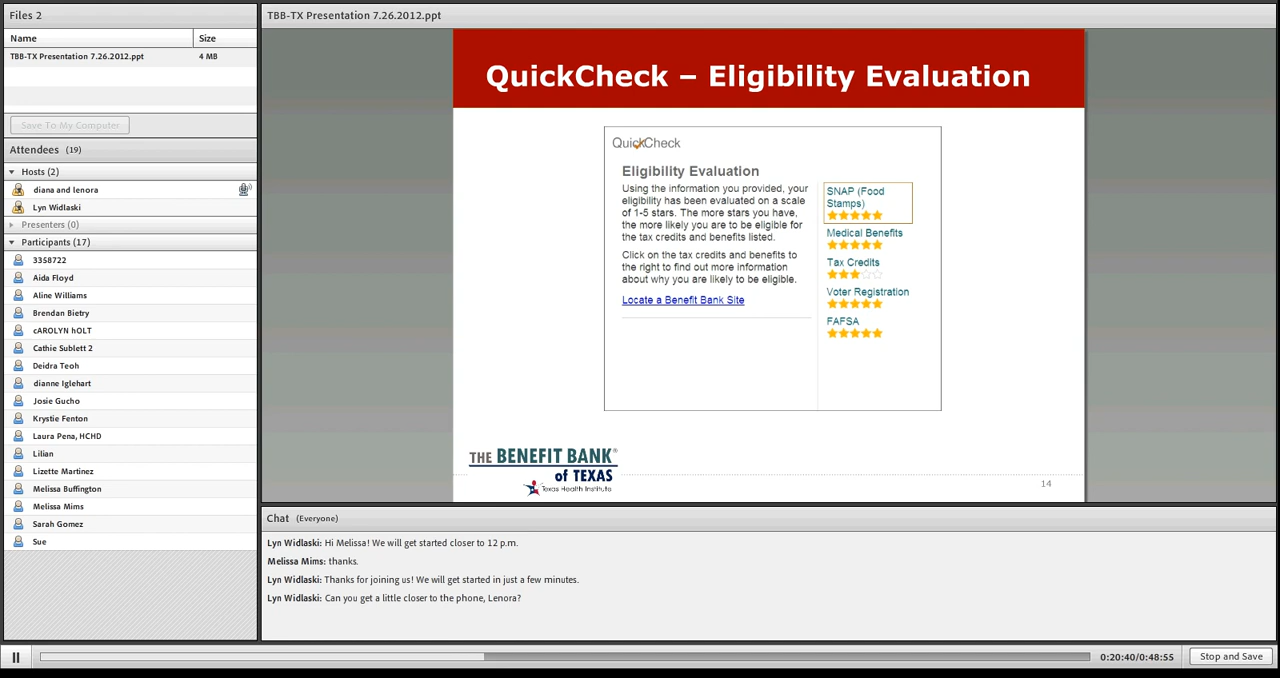 Files 2
Name Size
TBB-TX Presentation 7.26.2012.ppt 4 MB
Save To My Computer
Attendees (19)
Hosts (2)
diana and lenora
Lyn Widlaski
Presenters (0)
Participants (17)
3358722
Aida Floyd
Aline Williams
Brendan Bietry
cAROLYN hOLT
Cathie Sublett 2
Deidra Teoh
dianne Iglehart
Josie Gucho
Krystie Fenton
Laura Pena, HCHD
Lilian
Lizette Martinez
Melissa Buffington
Melissa Mims
Sarah Gomez
Sue
TBB-TX Presentation 7.26.2012.ppt
QuickCheck – Eligibility Evaluation
QuickCheck
Eligibility Evaluation
Using the information you provided, your
eligibility has been evaluated on a scale
of 1-5 stars. The more stars you have,
the more likely you are to be eligible for
the tax credits and benefits listed.
Click on the tax credits and benefits to
the right to find out more information
about why you are likely to be eligible.
Locate a Benefit Bank Site
SNAP (Food
Stamps)
Medical Benefits
Tax Credits
Voter Registration
FAFSA
THE BENEFIT BANK®
of TEXAS
Texas Health Institute
14
Chat (Everyone)
Lyn Widlaski: Hi Melissa! We will get started closer to 12 p.m.
Melissa Mims: thanks.
Lyn Widlaski: Thanks for joining us! We will get started in just a few minutes.
Lyn Widlaski: Can you get a little closer to the phone, Lenora?
0:20:40/0:48:55
Stop and Save